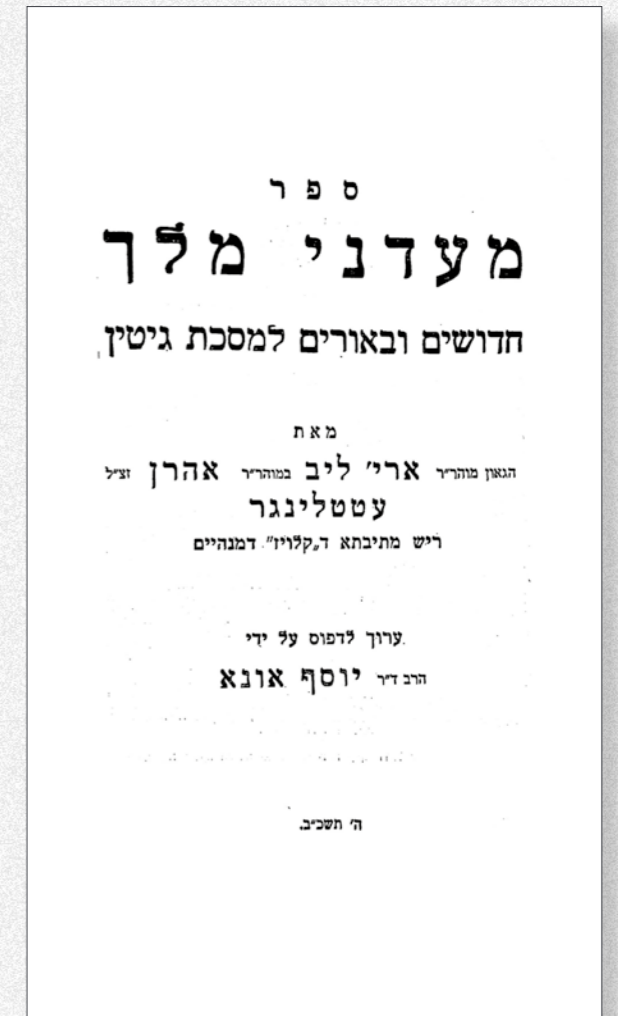 ספר
מעדני מלך
חדושים ובאורים למסכת גיטין
מאת
הגאון מוהר״ר ארי׳ ליב במוהר״ר אהרן זצ״ל
עטטלינגר
ריש מתיבתא ד„קלויז״ דמנהיים
ערוך לדפוס על ידי
הרב ד״ר יוסף אונא
ה׳ תשכ״ב.